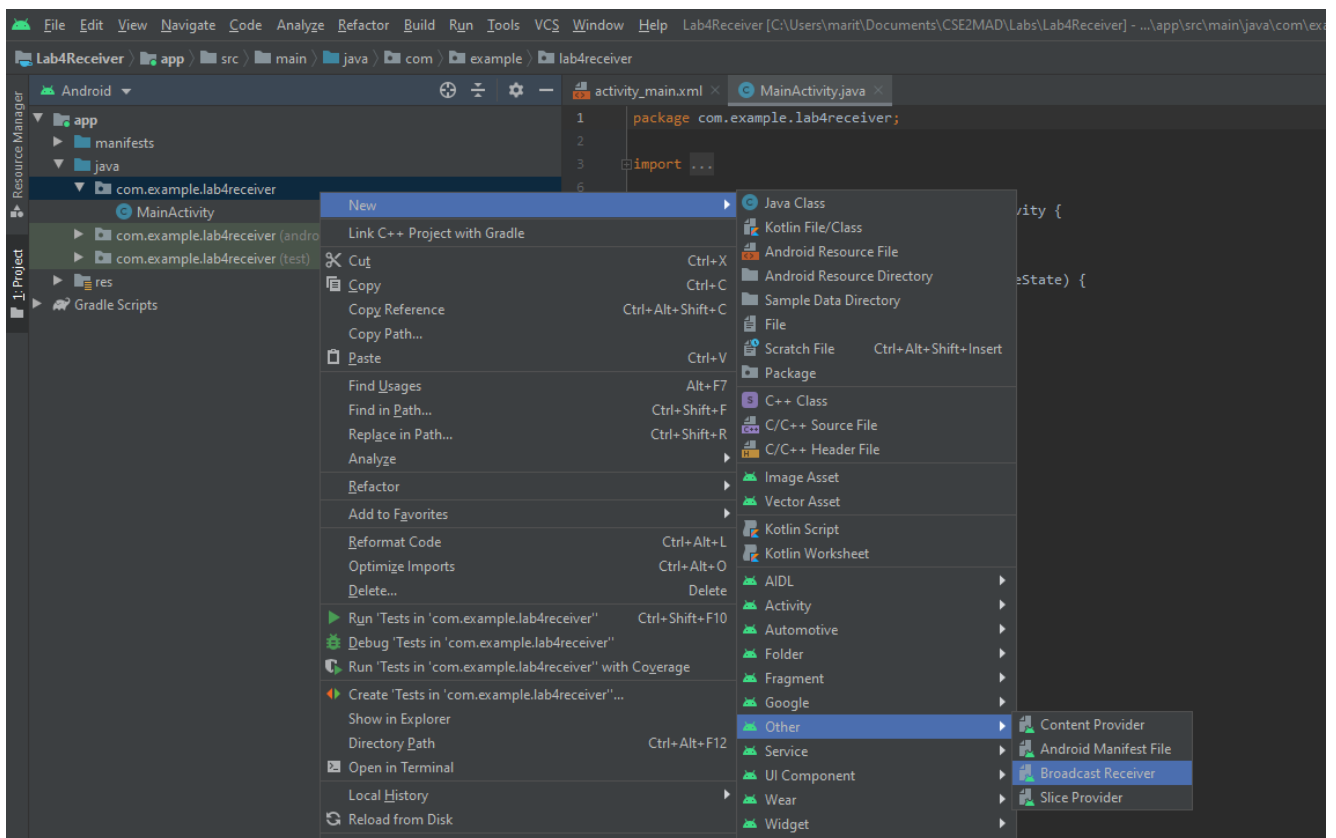 File Edit View Navigate Code Analyze Refactor Build Run Tools VCS Window Help Lab4Receiver [C:\Users\marit\Documents\CSE2MAD\Labs\Lab4Receiver] - ...\app\src\main\java\com\exa
Lab4Receiver app src main java com example lab4receiver
Android
activity_main.xml MainActivity.java
Resource Manager
1: Project
app
manifests
java
com.example.lab4receiver
MainActivity
com.example.lab4receiver (andro
com.example.lab4receiver (test)
res
Gradle Scripts
1 package com.example.lab4receiver;
2
3 import ...
6
vity {
eState) {
New
Link C++ Project with Gradle
Cut Ctrl+X
Copy Ctrl+C
Copy Reference Ctrl+Alt+Shift+C
Copy Path...
Paste Ctrl+V
Find Usages Alt+F7
Find in Path... Ctrl+Shift+F
Replace in Path... Ctrl+Shift+R
Analyze
Refactor
Add to Favorites
Reformat Code Ctrl+Alt+L
Optimize Imports Ctrl+Alt+O
Delete... Delete
Run 'Tests in 'com.example.lab4receiver'' Ctrl+Shift+F10
Debug 'Tests in 'com.example.lab4receiver''
Run 'Tests in 'com.example.lab4receiver'' with Coverage
Create 'Tests in 'com.example.lab4receiver''...
Show in Explorer
Directory Path Ctrl+Alt+F12
Open in Terminal
Local History
Reload from Disk
Java Class
Kotlin File/Class
Android Resource File
Android Resource Directory
Sample Data Directory
File
Scratch File Ctrl+Alt+Shift+Insert
Package
C++ Class
C/C++ Source File
C/C++ Header File
Image Asset
Vector Asset
Kotlin Script
Kotlin Worksheet
AIDL
Activity
Automotive
Folder
Fragment
Google
Other
Service
UI Component
Wear
Widget
Content Provider
Android Manifest File
Broadcast Receiver
Slice Provider